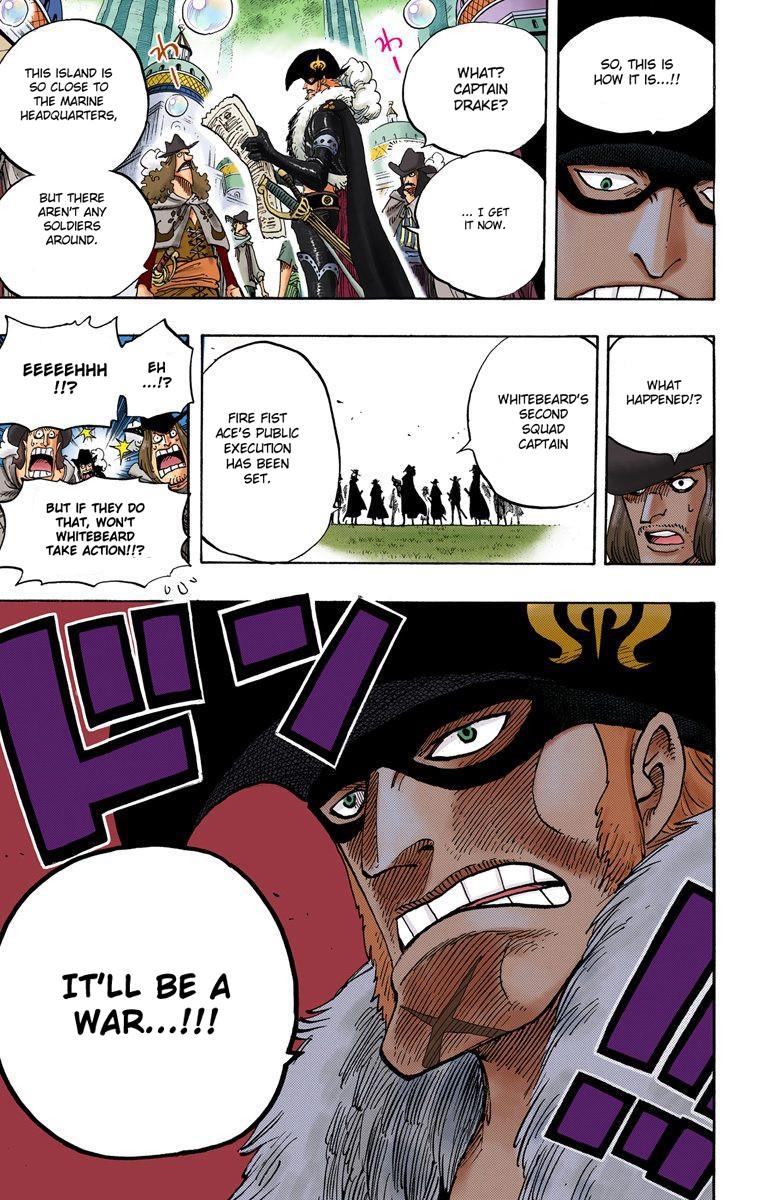 SO, THIS IS
HOW IT IS...!!
WHAT?
CAPTAIN
DRAKE?
... I GET
IT NOW.
THIS ISLAND IS
SO CLOSE TO
THE MARINE
HEADQUARTERS,
BUT THERE
AREN'T ANY
SOLDIERS
AROUND.
WHAT
HAPPENED!?
WHITEBEARD'S
SECOND
SQUAD
CAPTAIN
FIRE FIST
ACE'S PUBLIC
EXECUTION
HAS BEEN
SET.
EH
...!?
EEEEEHHH
!!?
BUT IF THEY DO
THAT, WON'T
WHITEBEARD
TAKE ACTION!!?
ドン
!!!
IT'LL BE A
WAR...!!!